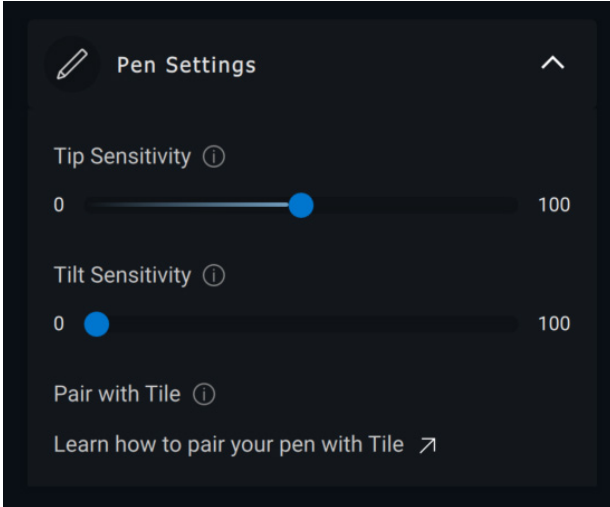 Pen Settings
Tip Sensitivity
0 100
Tilt Sensitivity
0 100
Pair with Tile
Learn how to pair your pen with Tile